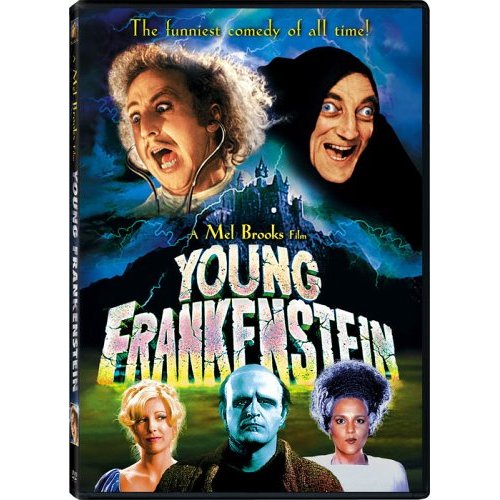 The funniest comedy of all time!
A Mel Brooks Film
YOUNG
FRANKENSTEIN
A Mel Brooks Film
YOUNG FRANKENSTEIN